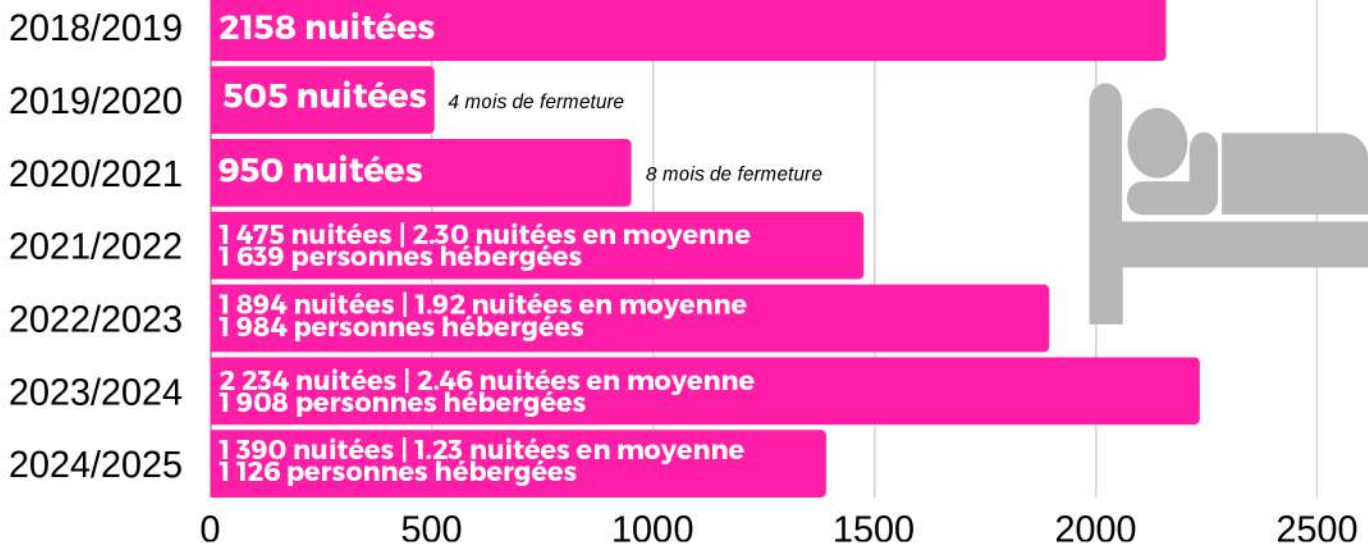 2018/2019
2158 nuitées
2019/2020
505 nuitées
4 mois de fermeture
2020/2021
950 nuitées
8 mois de fermeture
2021/2022
1 475 nuitées | 2.30 nuitées en moyenne
1 639 personnes hébergées
2022/2023
1 894 nuitées | 1.92 nuitées en moyenne
1 984 personnes hébergées
2023/2024
2 234 nuitées | 2.46 nuitées en moyenne
1 908 personnes hébergées
2024/2025
1 390 nuitées | 1.23 nuitées en moyenne
1 126 personnes hébergées
0 500 1000 1500 2000 2500